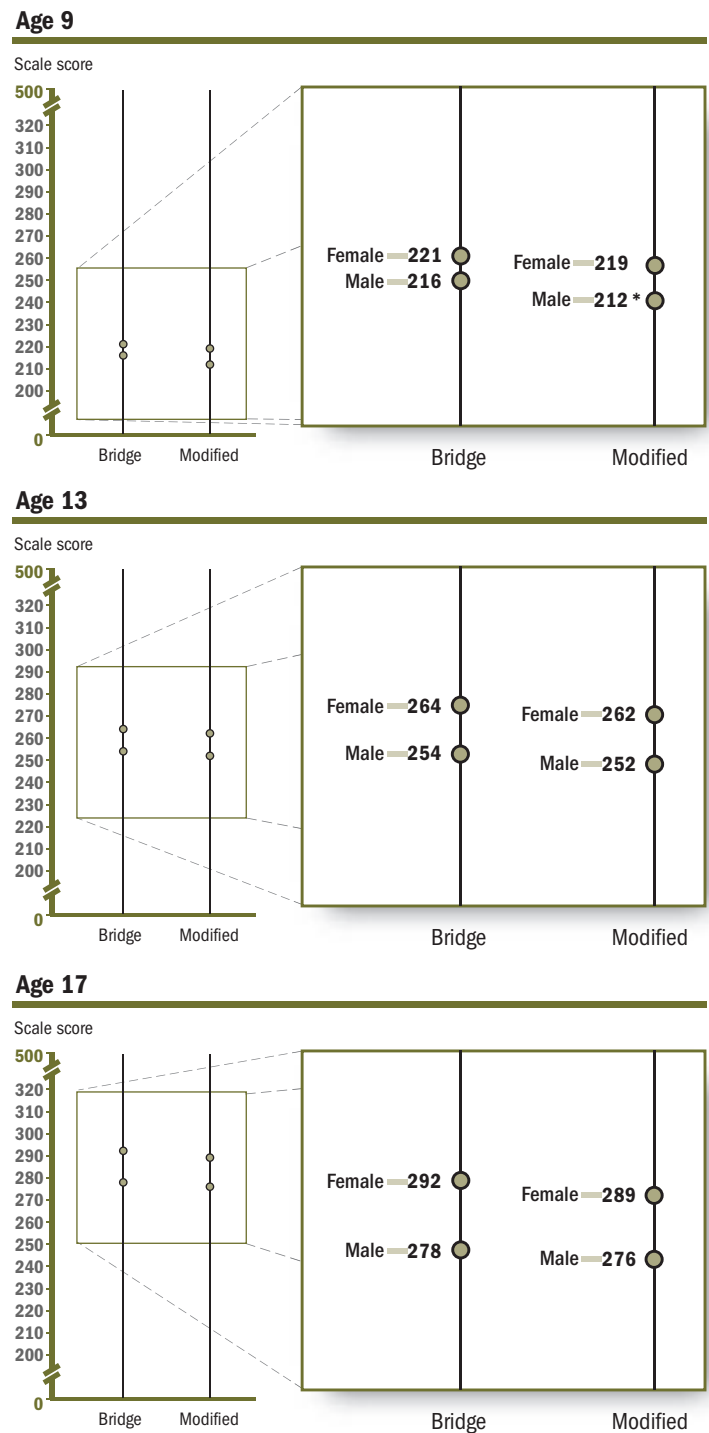 Age 9
Scale score
500
320
310
300
290
280
270
260
250
240
230
220
210
200
0
Bridge Modified
Female 221
Male 216
Female 219
Male 212 *
Bridge Modified
Age 13
Scale score
500
320
310
300
290
280
270
260
250
240
230
220
210
200
0
Bridge Modified
Female 264
Male 254
Female 262
Male 252
Bridge Modified
Age 17
Scale score
500
320
310
300
290
280
270
260
250
240
230
220
210
200
0
Bridge Modified
Female 292
Male 278
Female 289
Male 276
Bridge Modified